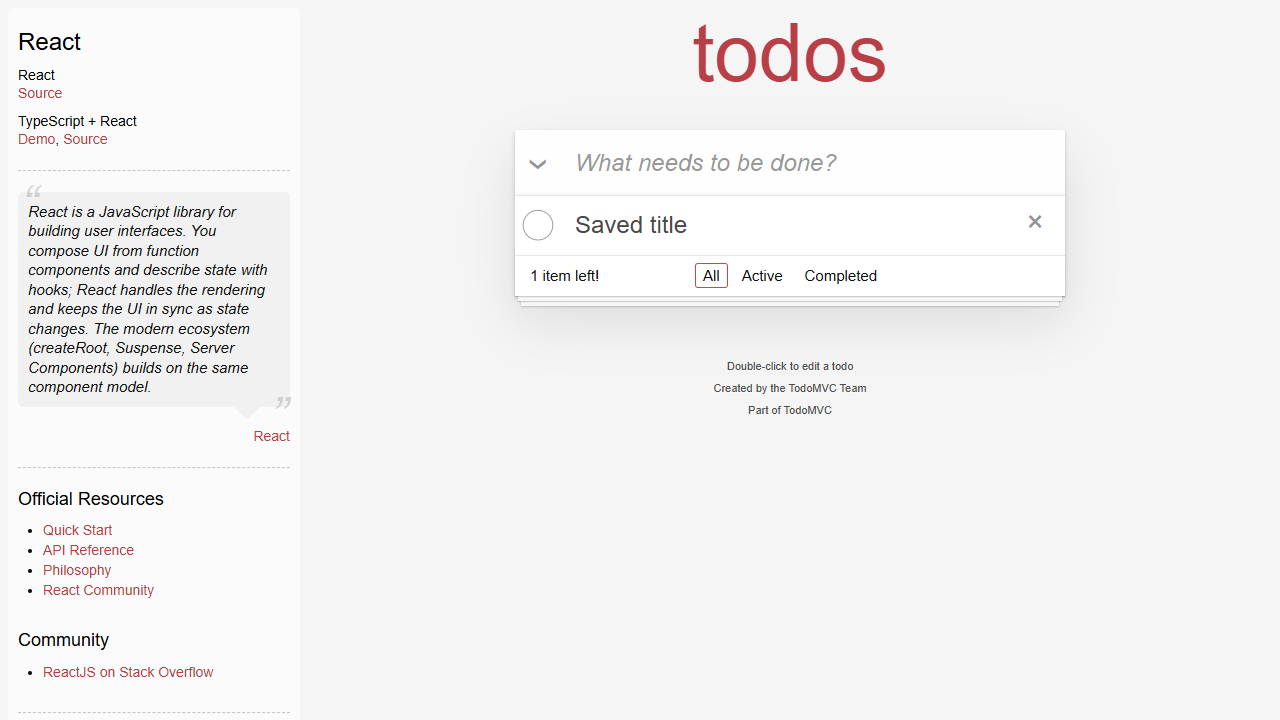 React
React
Source
TypeScript + React
Demo, Source
“
React is a JavaScript library for
building user interfaces. You
compose UI from function
components and describe state with
hooks; React handles the rendering
and keeps the UI in sync as state
changes. The modern ecosystem
(createRoot, Suspense, Server
Components) builds on the same
component model.
”
React
Official Resources
• Quick Start
• API Reference
• Philosophy
• React Community
Community
• ReactJS on Stack Overflow
todos
What needs to be done?
Saved title ×
1 item left! All Active Completed
Double-click to edit a todo
Created by the TodoMVC Team
Part of TodoMVC